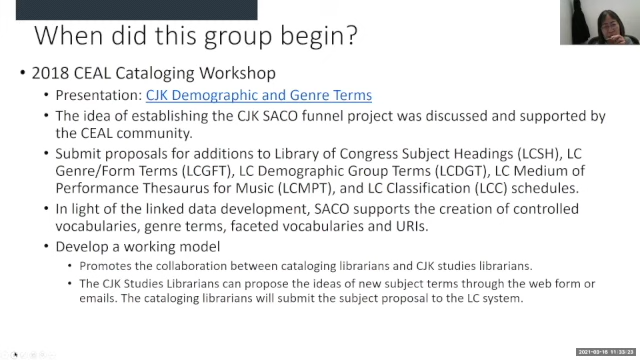 When did this group begin?
• 2018 CEAL Cataloging Workshop
• Presentation: CJK Demographic and Genre Terms
• The idea of establishing the CJK SACO funnel project was discussed and supported by
the CEAL community.
• Submit proposals for additions to Library of Congress Subject Headings (LCSH), LC
Genre/Form Terms (LCGFT), LC Demographic Group Terms (LCDGT), LC Medium of
Performance Thesaurus for Music (LCMPT), and LC Classification (LCC) schedules.
• In light of the linked data development, SACO supports the creation of controlled
vocabularies, genre terms, faceted vocabularies and URIs.
• Develop a working model
• Promotes the collaboration between cataloging librarians and CJK studies librarians.
• The CJK Studies Librarians can propose the ideas of new subject terms through the web form or
emails. The cataloging librarians will submit the subject proposal to the LC system.
2021-03-16 11:33:23